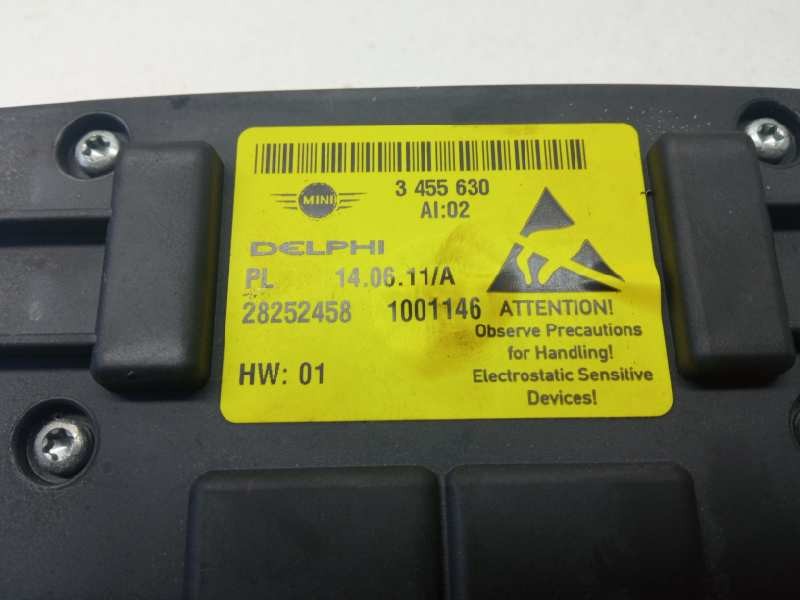 MINI
3 455 630
AI:02
DELPHI
PL 14.06.11/A
28252458 1001146
HW: 01
ATTENTION!
Observe Precautions
for Handling!
Electrostatic Sensitive
Devices!